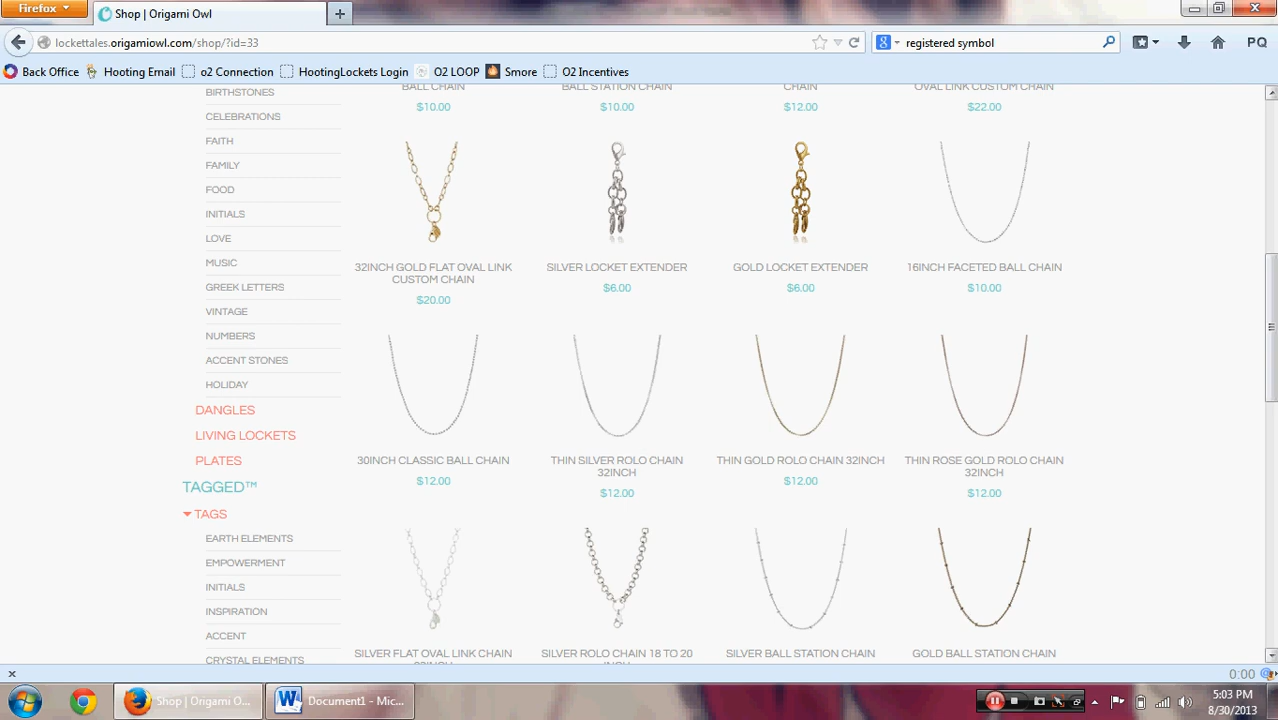 Firefox
Shop | Origami Owl
lockettales.origamiowl.com/shop/?id=33
registered symbol
PQ
Back Office
Hooting Email
o2 Connection
HootingLockets Login
O2 LOOP
Smore
O2 Incentives
BIRTHSTONES
CELEBRATIONS
FAITH
FAMILY
FOOD
INITIALS
LOVE
MUSIC
GREEK LETTERS
VINTAGE
NUMBERS
ACCENT STONES
HOLIDAY
DANGLES
LIVING LOCKETS
PLATES
TAGGED™
TAGS
EARTH ELEMENTS
EMPOWERMENT
INITIALS
INSPIRATION
ACCENT
CRYSTAL ELEMENTS
BALL CHAIN
$10.00
BALL STATION CHAIN
$10.00
CHAIN
$12.00
OVAL LINK CUSTOM CHAIN
$22.00
32INCH GOLD FLAT OVAL LINK
CUSTOM CHAIN
$20.00
SILVER LOCKET EXTENDER
$6.00
GOLD LOCKET EXTENDER
$6.00
16INCH FACETED BALL CHAIN
$10.00
30INCH CLASSIC BALL CHAIN
$12.00
THIN SILVER ROLO CHAIN
32INCH
$12.00
THIN GOLD ROLO CHAIN 32INCH
$12.00
THIN ROSE GOLD ROLO CHAIN
32INCH
$12.00
SILVER FLAT OVAL LINK CHAIN
SILVER ROLO CHAIN 18 TO 20
SILVER BALL STATION CHAIN
GOLD BALL STATION CHAIN
0:00
Shop | Origami O...
Document1 - Mic...
5:03 PM
8/30/2013